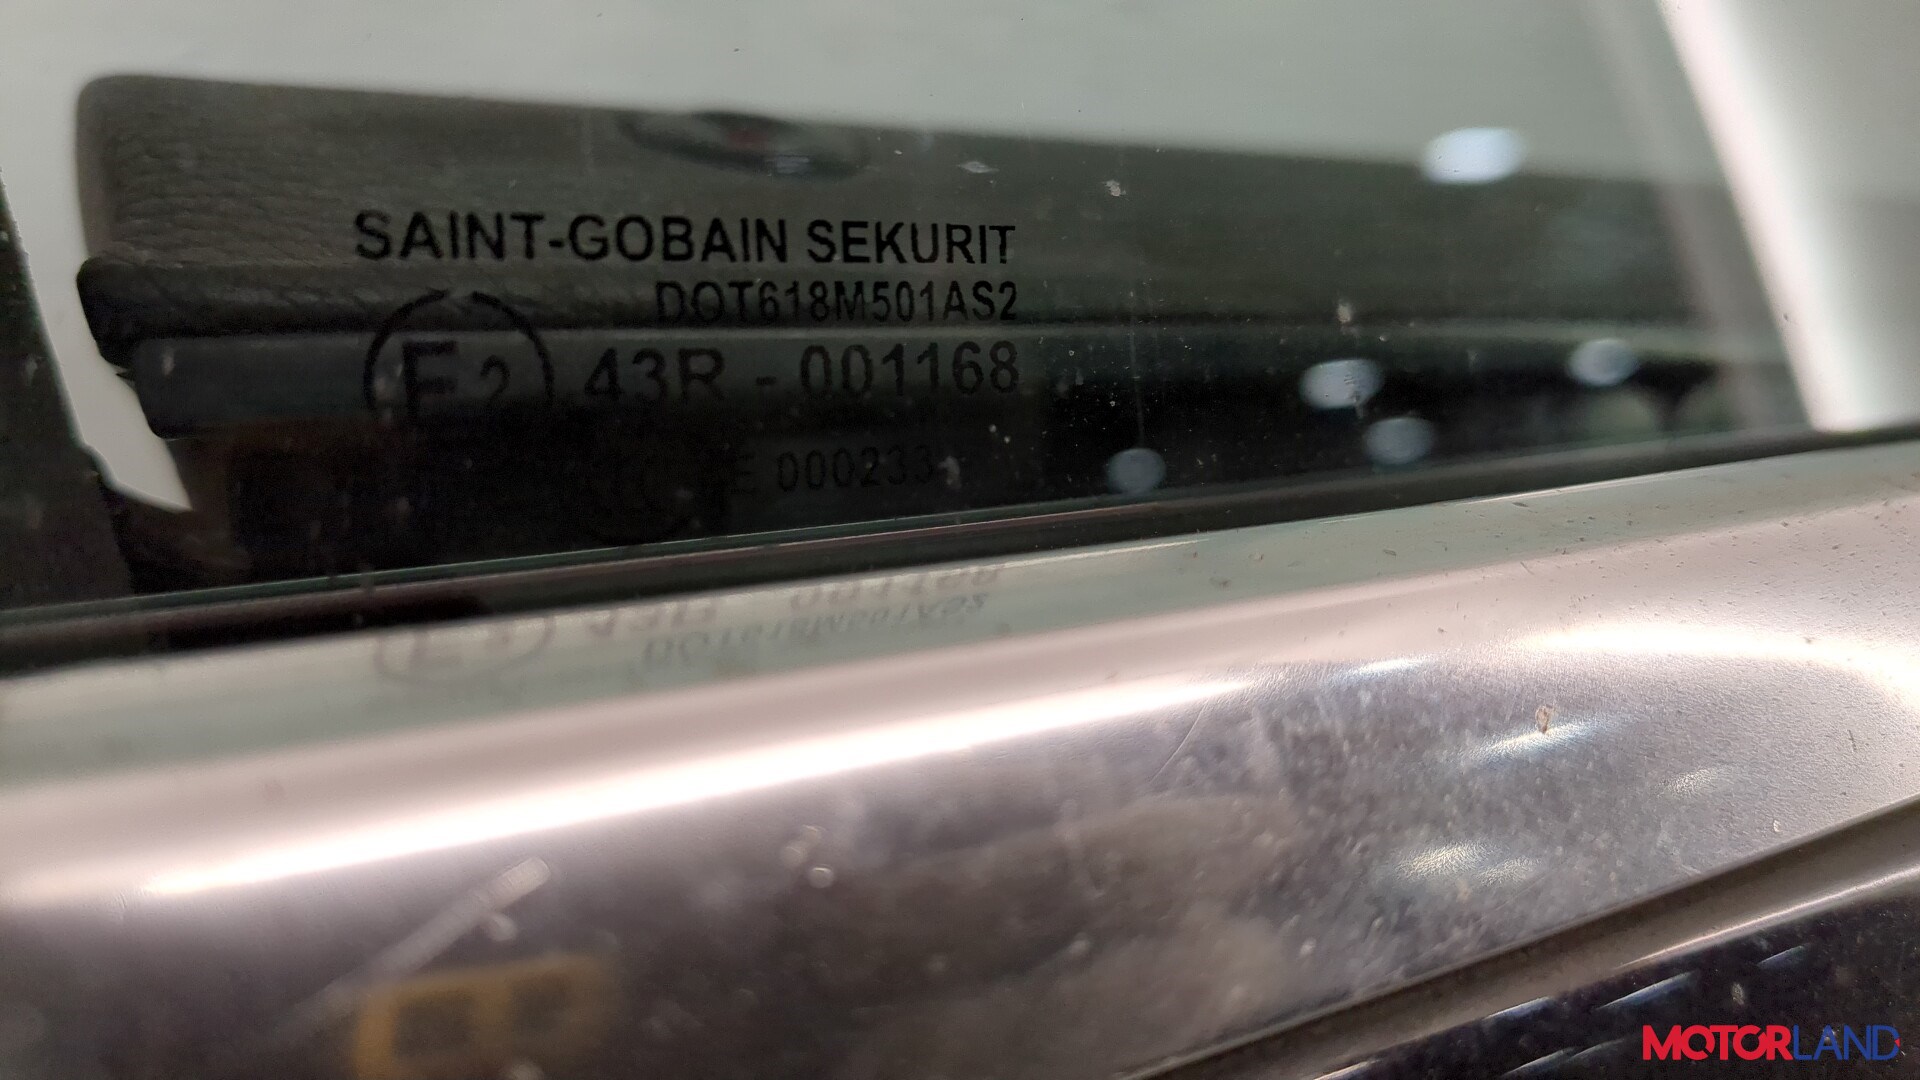 SAINT-GOBAIN SEKURIT
DOT618M501AS2
E2 43R - 001168
E 000233
MOTORLAND